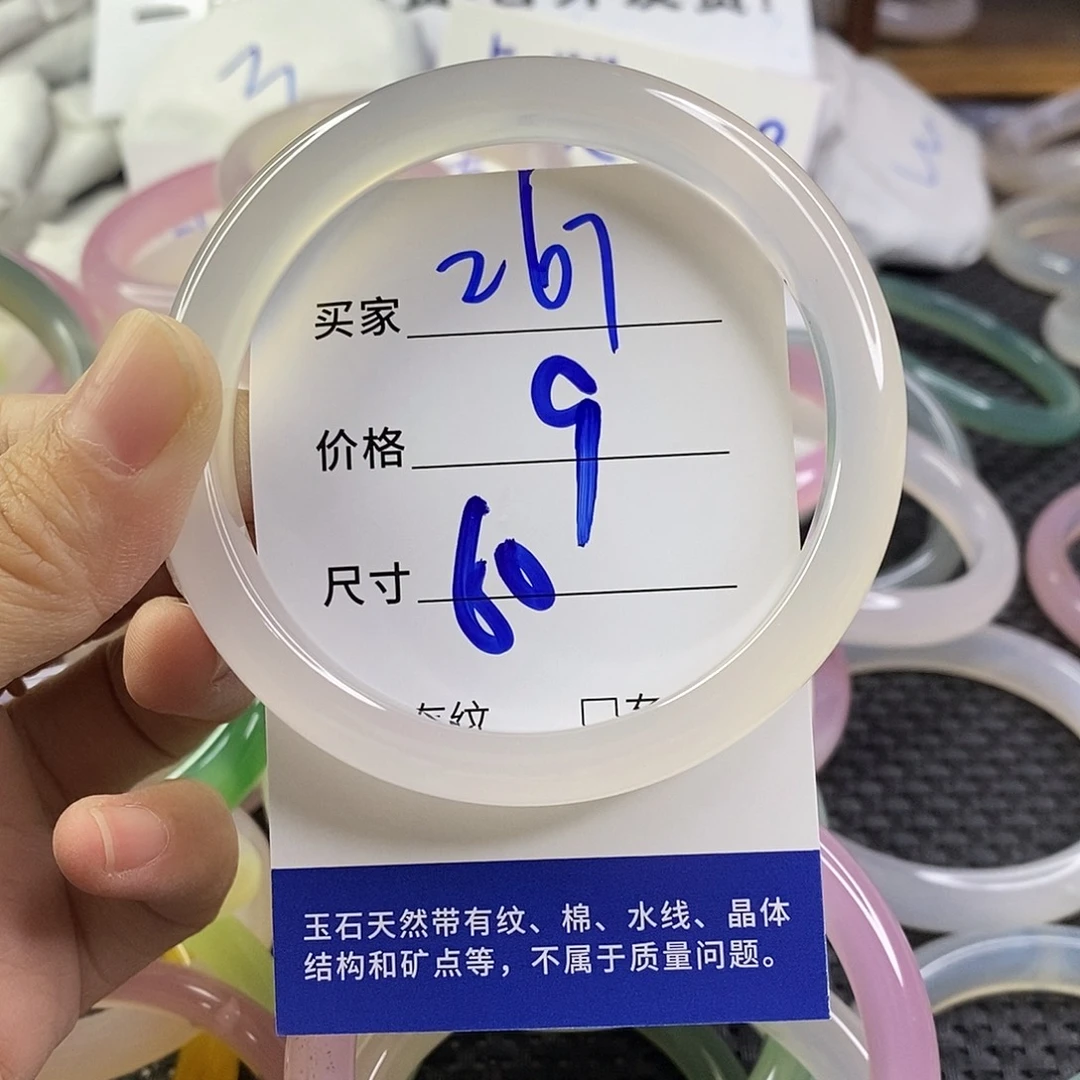 买家 267
价格 9
尺寸 60
玉石天然带有纹、棉、水线、晶体
结构和矿点等，不属于质量问题。